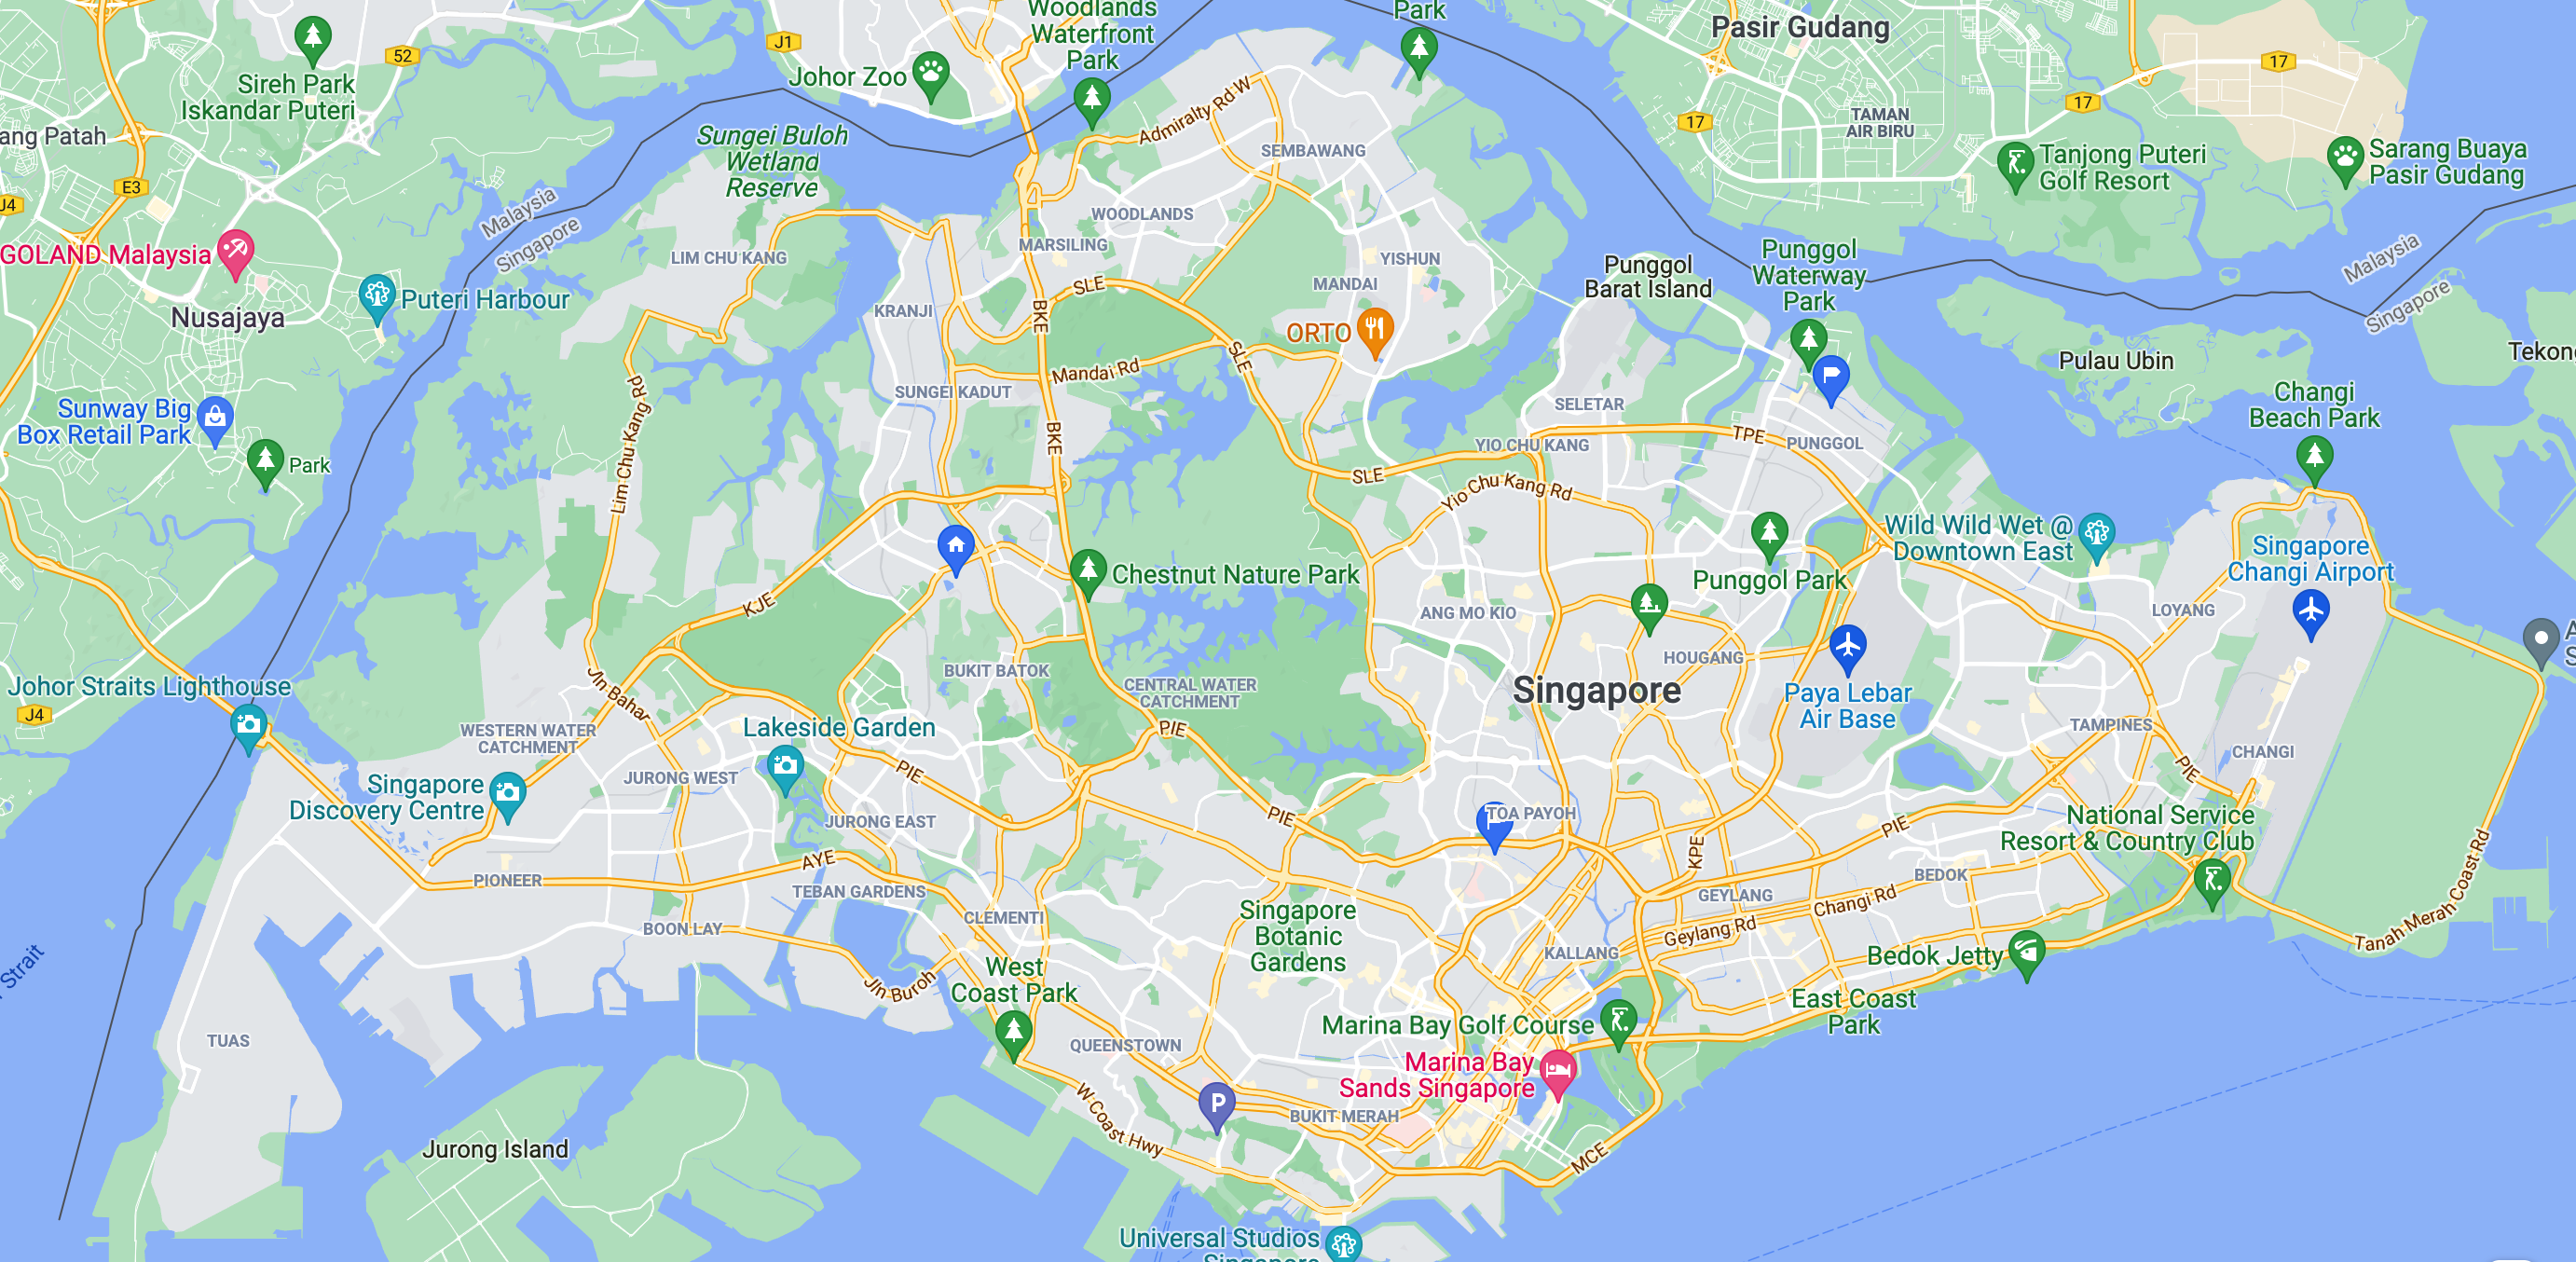 Woodlands
Waterfront
Park
Park
Pasir Gudang
J1
52
Sireh Park
Iskandar Puteri
Johor Zoo
17
17
17
TAMAN
AIR BIRU
Admiralty Rd W
ang Patah
Sungei Buloh
Wetland
Reserve
SEMBAWANG
Tanjong Puteri
Golf Resort
Sarang Buaya
Pasir Gudang
E3
J4
Malaysia
Singapore
WOODLANDS
MARSILING
GOLAND Malaysia
LIM CHU KANG
YISHUN
MANDAI
Punggol
Barat Island
Punggol
Waterway
Park
Malaysia
Singapore
SLE
BKE
Puteri Harbour
KRANJI
Nusajaya
ORTO
SLE
Mandai Rd
Pulau Ubin
Tekon
SUNGEI KADUT
Lim Chu Kang Rd
SELETAR
Changi
Beach Park
Sunway Big
Box Retail Park
BKE
YIO CHU KANG
TPE
PUNGGOL
Park
SLE
Yio Chu Kang Rd
Wild Wild Wet @
Downtown East
Singapore
Changi Airport
Chestnut Nature Park
Punggol Park
KJE
ANG MO KIO
LOYANG
A
S
BUKIT BATOK
HOUGANG
Johor Straits Lighthouse
Jln Bahar
CENTRAL WATER
CATCHMENT
Singapore
Paya Lebar
Air Base
J4
WESTERN WATER
CATCHMENT
Lakeside Garden
PIE
TAMPINES
CHANGI
JURONG WEST
PIE
PIE
Singapore
Discovery Centre
JURONG EAST
PIE
TOA PAYOH
PIE
National Service
Resort & Country Club
KPE
AYE
PIONEER
TEBAN GARDENS
BEDOK
GEYLANG
Changi Rd
Tanah Merah Coast Rd
CLEMENTI
Singapore
Botanic
Gardens
BOON LAY
Geylang Rd
KALLANG
Bedok Jetty
Strait
West
Coast Park
Jln Buroh
East Coast
Park
Marina Bay Golf Course
TUAS
QUEENSTOWN
Marina Bay
Sands Singapore
P
W Coast Hwy
BUKIT MERAH
Jurong Island
MCE
Universal Studios
Singapore